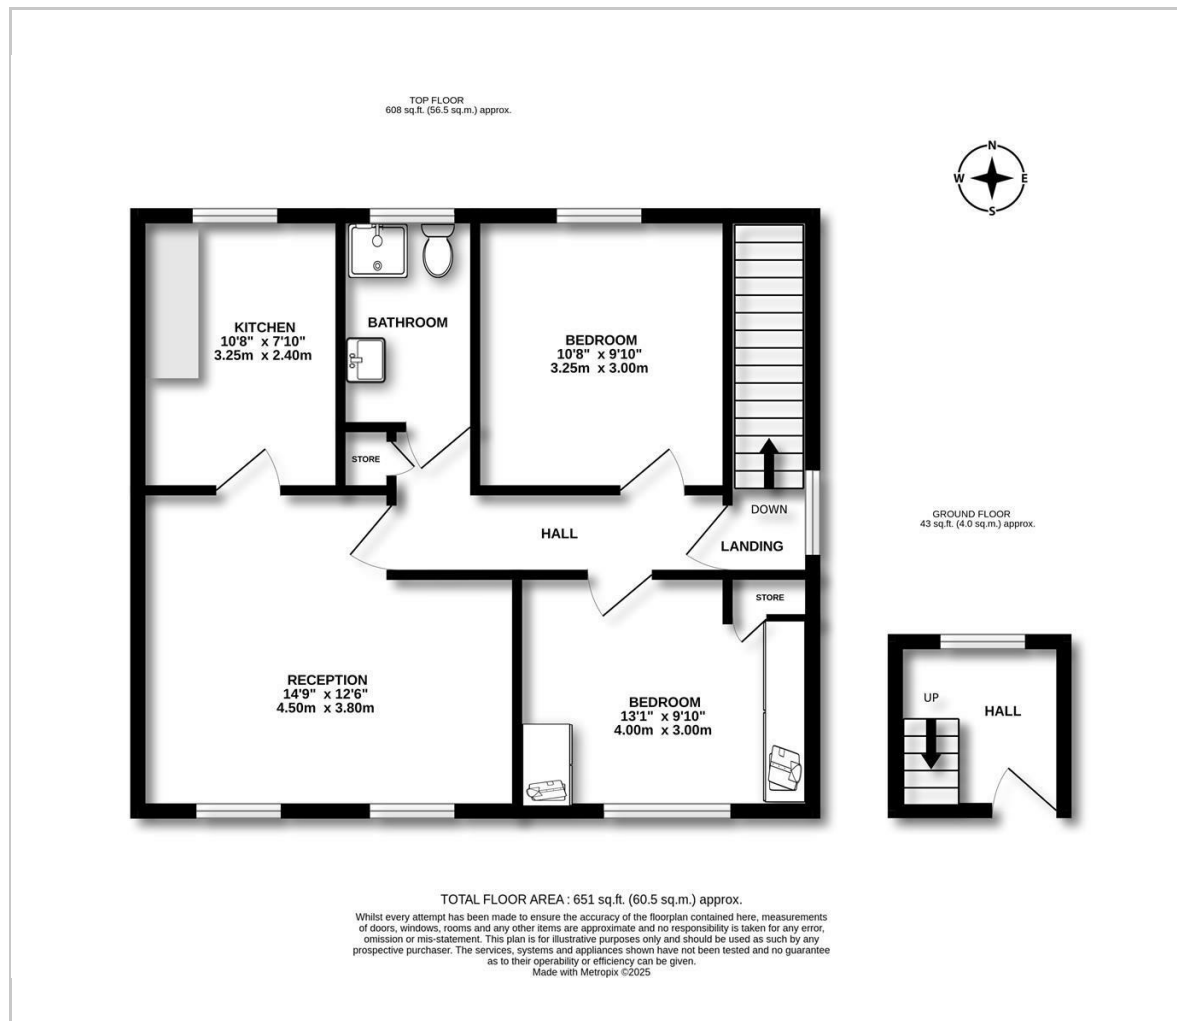 TOP FLOOR
608 sq.ft. (56.5 sq.m.) approx.
N
W E
S
KITCHEN
10'8" x 7'10"
3.25m x 2.40m
BATHROOM
BEDROOM
10'8" x 9'10"
3.25m x 3.00m
STORE
DOWN
LANDING
HALL
STORE
RECEPTION
14'9" x 12'6"
4.50m x 3.80m
BEDROOM
13'1" x 9'10"
4.00m x 3.00m
GROUND FLOOR
43 sq.ft. (4.0 sq.m.) approx.
UP
HALL
TOTAL FLOOR AREA : 651 sq.ft. (60.5 sq.m.) approx.
Whilst every attempt has been made to ensure the accuracy of the floorplan contained here, measurements
of doors, windows, rooms and any other items are approximate and no responsibility is taken for any error,
omission or mis-statement. This plan is for illustrative purposes only and should be used as such by any
prospective purchaser. The services, systems and appliances shown have not been tested and no guarantee
as to their operability or efficiency can be given.
Made with Metropix ©2025